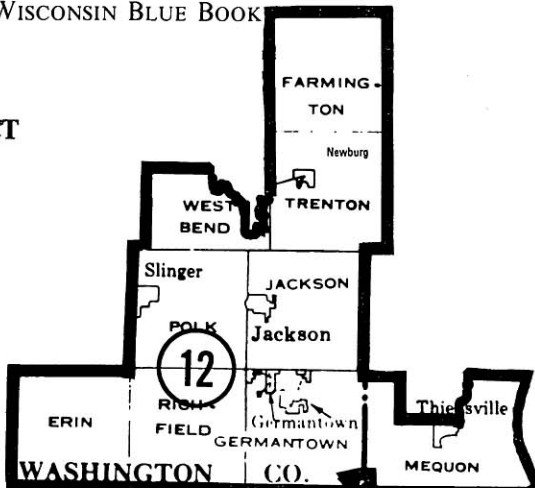 WISCONSIN BLUE BOOK
FARMING-
TON
CT
Newburg
WEST
BEND
TRENTON
Slinger
JACKSON
POLK
Jackson
12
ERIN
RICH-
FIELD
Germantown
GERMANTOWN
Thiensville
MEQUON
WASHINGTON CO.